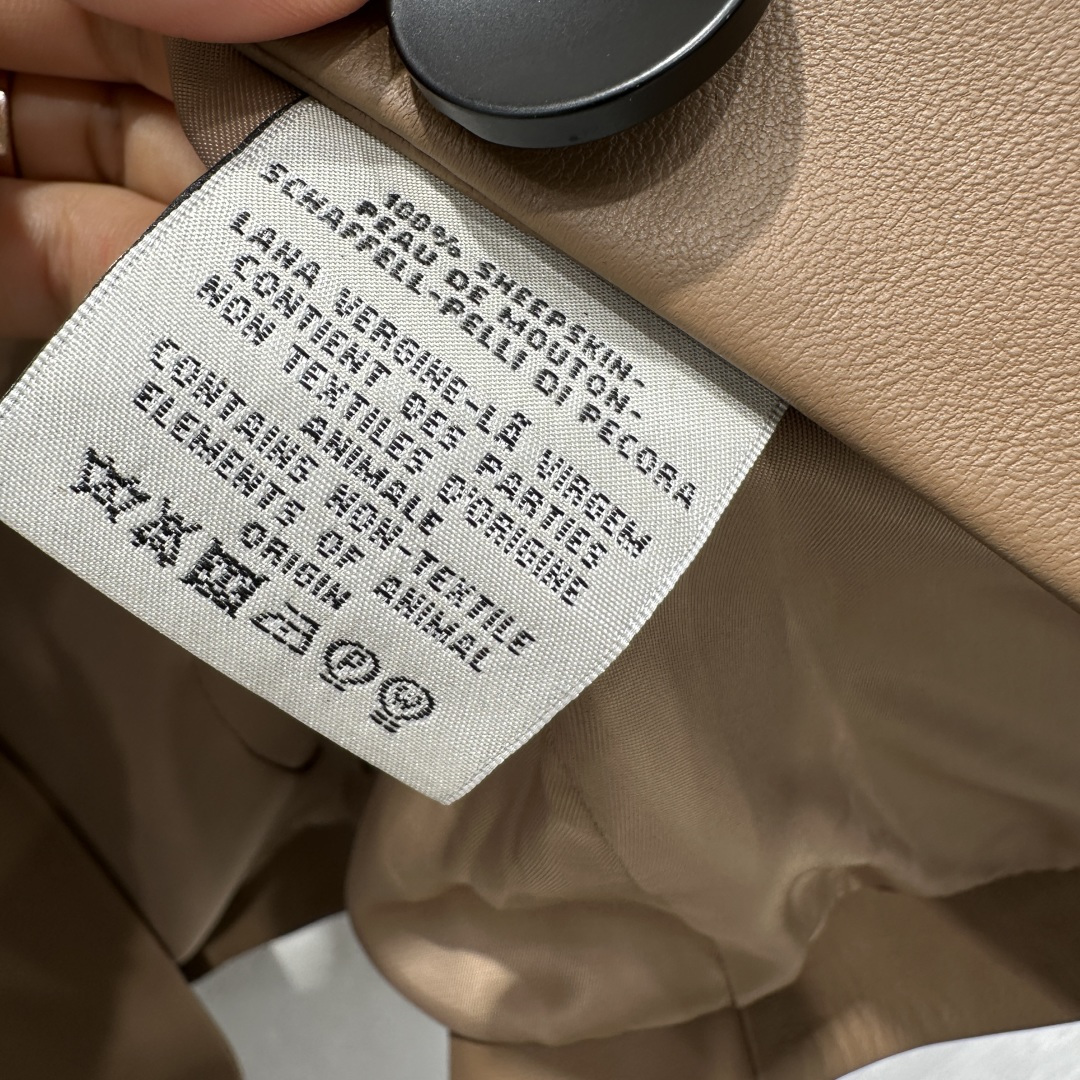 100% SHEEPSKIN-
PEAU DE MOUTON-
SCHAFFELL-PELLI DI PECORA
LANA VERGINE-LÃ VIRGEM
CONTIENT DES PARTIES
NON TEXTILES D'ORIGINE
ANIMALE
CONTAINS NON-TEXTILE
ELEMENTS OF ANIMAL
ORIGIN
P W